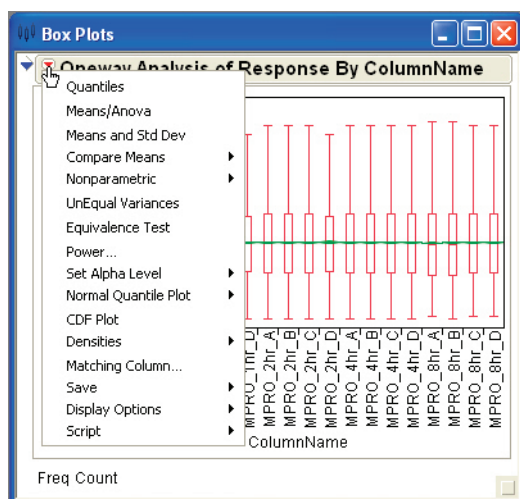 Box Plots
Oneway Analysis of Response By ColumnName
Quantiles
Means/Anova
Means and Std Dev
Compare Means
Nonparametric
UnEqual Variances
Equivalence Test
Power...
Set Alpha Level
Normal Quantile Plot
CDF Plot
Densities
Matching Column...
Save
Display Options
Script
MPRO_1hr_D
MPRO_2hr_A
MPRO_2hr_B
MPRO_2hr_C
MPRO_2hr_D
MPRO_4hr_A
MPRO_4hr_B
MPRO_4hr_C
MPRO_4hr_D
MPRO_8hr_A
MPRO_8hr_B
MPRO_8hr_C
MPRO_8hr_D
ColumnName
Freq Count